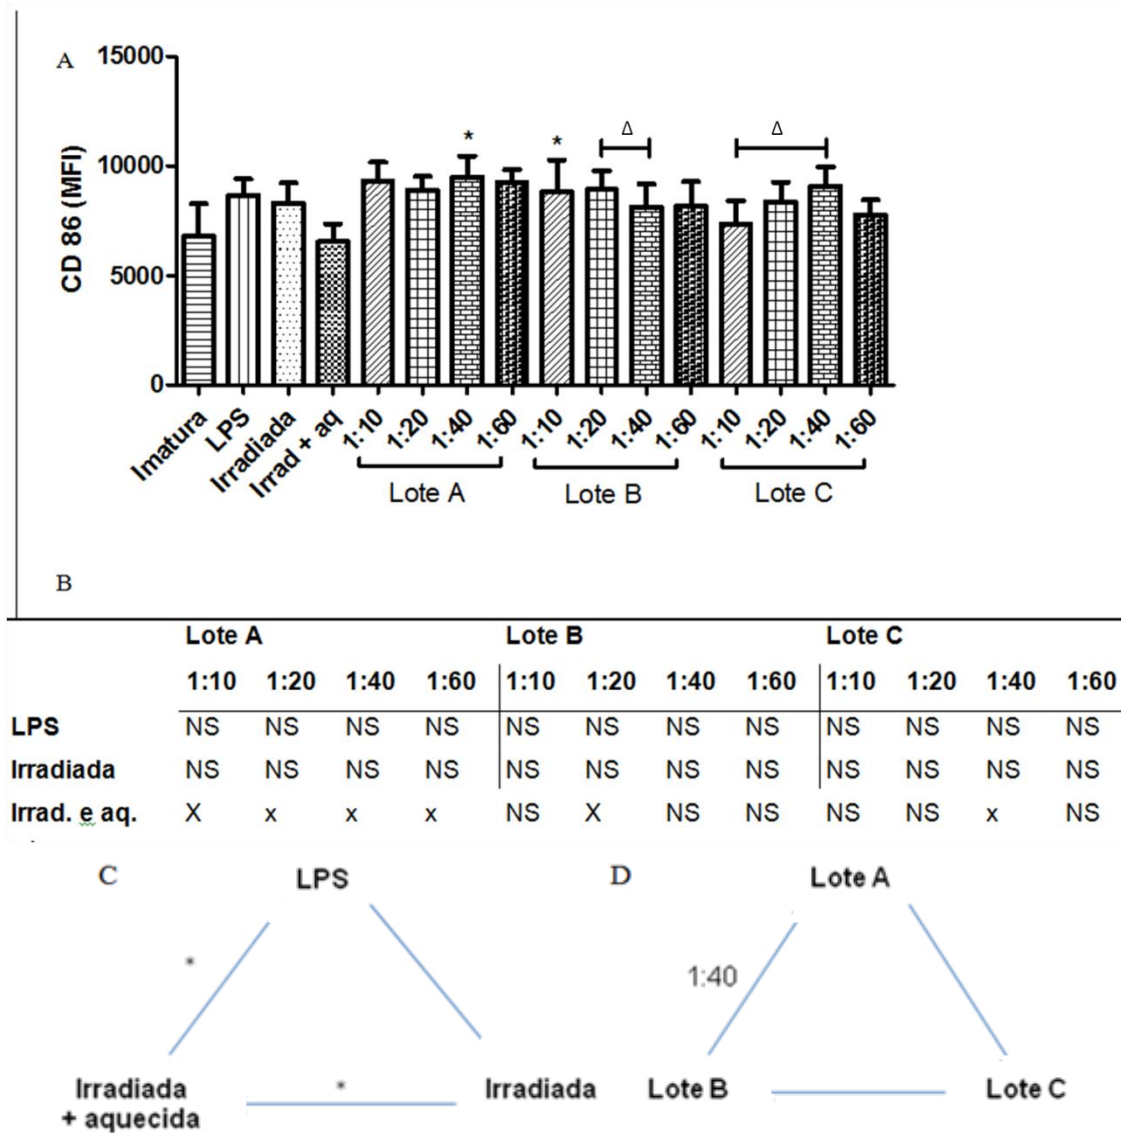 A
15000
10000
5000
0
CD 86 (MFI)
* * Δ Δ
Imatura LPS Irradiada Irrad + aq 1:10 1:20 1:40 1:60 1:10 1:20 1:40 1:60 1:10 1:20 1:40 1:60
Lote A Lote B Lote C
B
Lote A Lote B Lote C
1:10 1:20 1:40 1:60 1:10 1:20 1:40 1:60 1:10 1:20 1:40 1:60
LPS NS NS NS NS NS NS NS NS NS NS NS NS
Irradiada NS NS NS NS NS NS NS NS NS NS NS NS
Irrad. e aq. X x x x NS X NS NS NS NS x NS
C
LPS
*
Irradiada
+ aquecida
*
Irradiada
D
Lote A
1:40
Lote B
Lote C